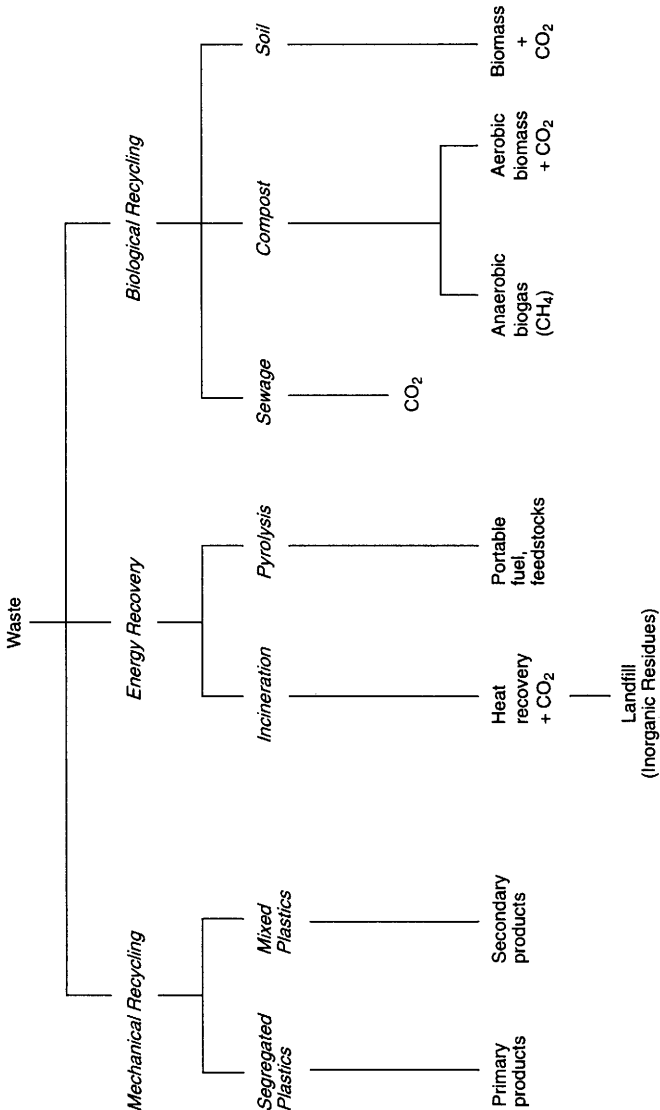 Waste
Mechanical Recycling
Energy Recovery
Biological Recycling
Segregated
Plastics
Mixed
Plastics
Incineration
Pyrolysis
Sewage
Compost
Soil
Primary
products
Secondary
products
Heat
recovery
+ CO₂
Portable
fuel,
feedstocks
CO₂
Anaerobic
biogas
(CH₄)
Aerobic
biomass
+ CO₂
Biomass
+
CO₂
Landfill
(Inorganic Residues)